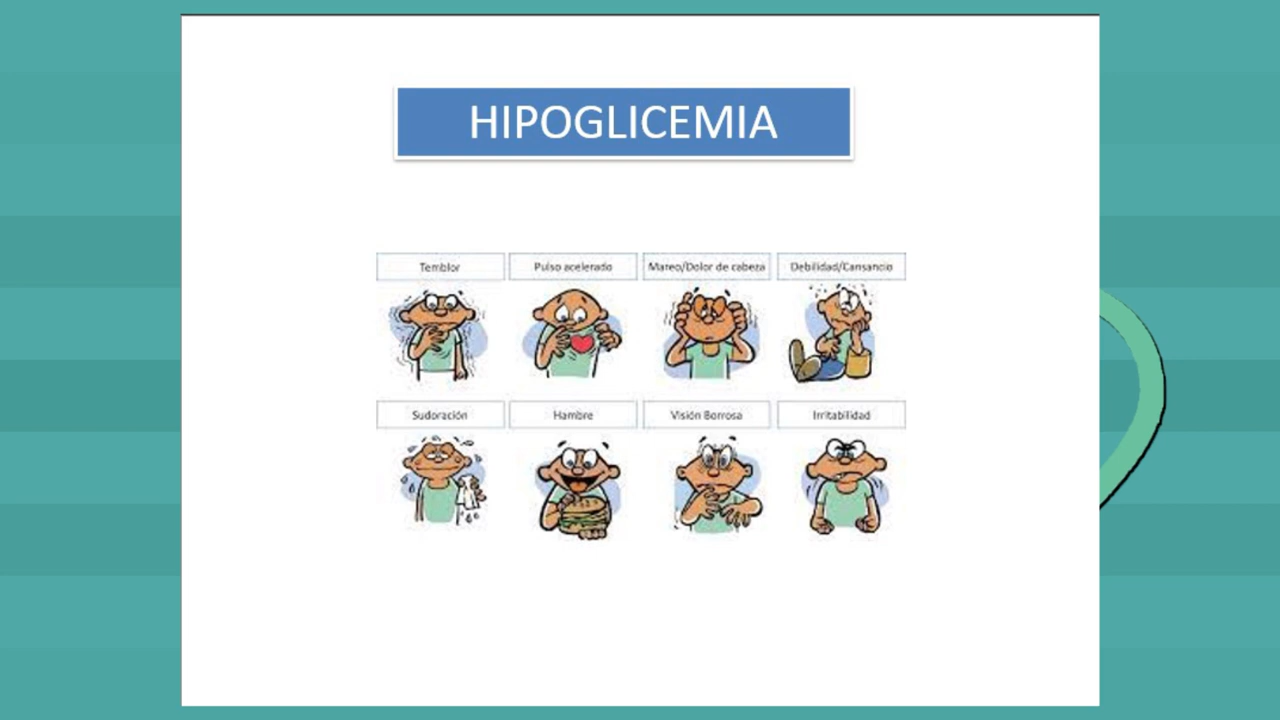 HIPOGLICEMIA
Temblor
Pulso acelerado
Mareo/Dolor de cabeza
Debilidad/Cansancio
Sudoración
Hambre
Visión Borrosa
Irritabilidad